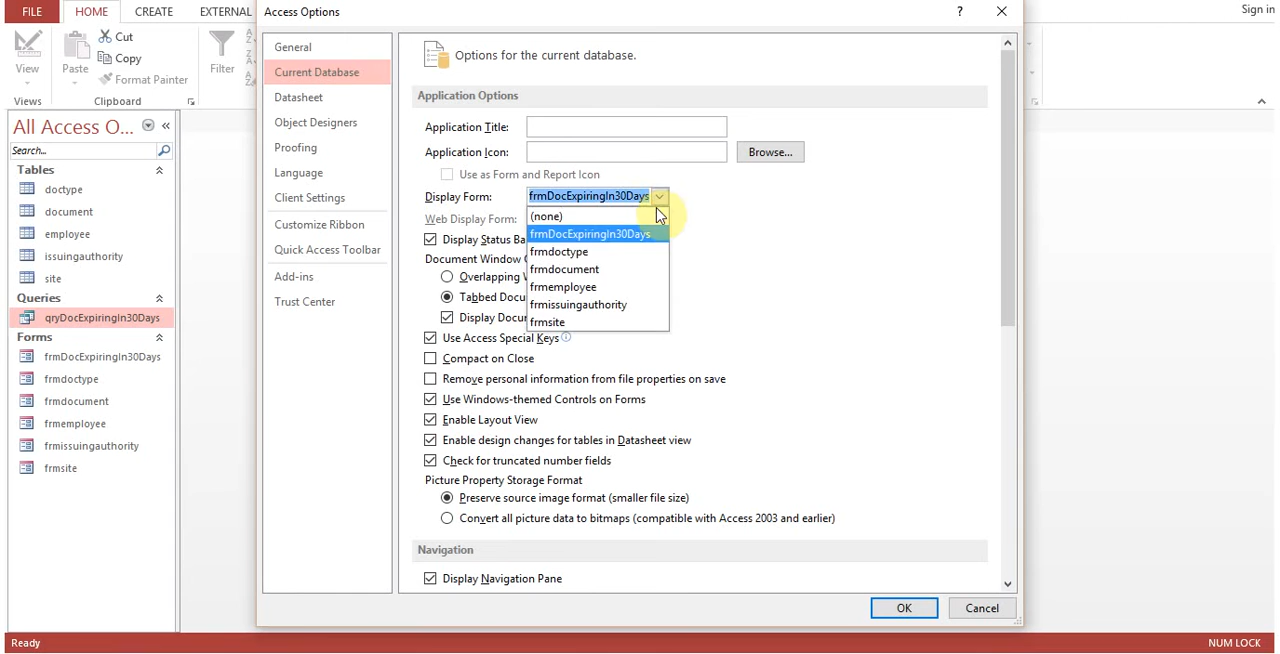 FILE HOME CREATE EXTERNAL
Access Options
? Sign in
View
Paste
Cut
Copy
Format Painter
Filter
Views Clipboard
All Access O...
Search...
Tables
doctype
document
employee
issuingauthority
site
Queries
qryDocExpiringIn30Days
Forms
frmDocExpiringIn30Days
frmdoctype
frmdocument
frmemployee
frmissuingauthority
frmsite
General
Current Database
Datasheet
Object Designers
Proofing
Language
Client Settings
Customize Ribbon
Quick Access Toolbar
Add-ins
Trust Center
Options for the current database.
Application Options
Application Title:
Application Icon: Browse...
Use as Form and Report Icon
Display Form: frmDocExpiringIn30Days
(none)
frmDocExpiringIn30Days
frmdoctype
frmdocument
frmemployee
frmissuingauthority
frmsite
Web Display Form:
Display Status Ba
Document Window
Overlapping
Tabbed Docu
Display Docu
Use Access Special Keys
Compact on Close
Remove personal information from file properties on save
Use Windows-themed Controls on Forms
Enable Layout View
Enable design changes for tables in Datasheet view
Check for truncated number fields
Picture Property Storage Format
Preserve source image format (smaller file size)
Convert all picture data to bitmaps (compatible with Access 2003 and earlier)
Navigation
Display Navigation Pane
OK Cancel
Ready NUM LOCK